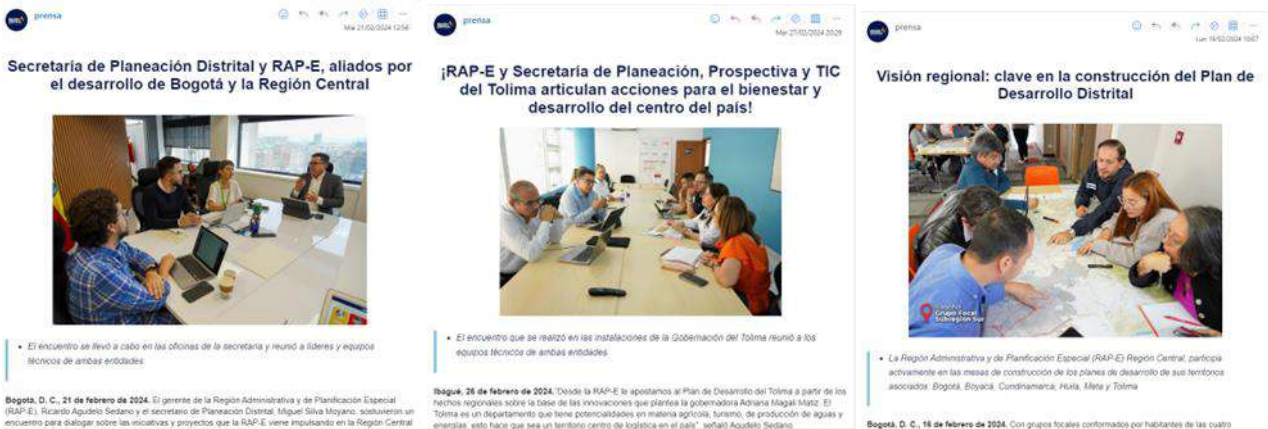 prensa
Mié 21/02/2024 12:56
Secretaría de Planeación Distrital y RAP-E, aliados por
el desarrollo de Bogotá y la Región Central
• El encuentro se llevó a cabo en las oficinas de la secretaría y reunió a líderes y equipos
técnicos de ambas entidades.
Bogotá, D. C., 21 de febrero de 2024. El gerente de la Región Administrativa y de Planificación Especial
(RAP-E), Ricardo Agudelo Sedano y el secretario de Planeación Distrital, Miguel Silva Moyano, sostuvieron un
encuentro para dialogar sobre las iniciativas y proyectos que la RAP-E viene impulsando en la Región Central
prensa
Mar 27/02/2024 20:29
¡RAP-E y Secretaría de Planeación, Prospectiva y TIC
del Tolima articulan acciones para el bienestar y
desarrollo del centro del país!
• El encuentro que se realizó en las instalaciones de la Gobernación del Tolima reunió a los
equipos técnicos de ambas entidades.
Ibagué, 26 de febrero de 2024. "Desde la RAP-E le apostamos al Plan de Desarrollo del Tolima a partir de los
hechos regionales sobre la base de las innovaciones que plantea la gobernadora Adriana Magali Matiz. El
Tolima es un departamento que tiene potencialidades en materia agrícola, turismo, de producción de aguas y
energías, esto hace que sea un territorio centro de logística en el país", señaló Agudelo Sedano.
prensa
Lun 19/02/2024 10:07
Visión regional: clave en la construcción del Plan de
Desarrollo Distrital
Grupo Focal
Subregión Sur
• La Región Administrativa y de Planificación Especial (RAP-E) Región Central, participa
activamente en las mesas de construcción de los planes de desarrollo de sus territorios
asociados: Bogotá, Boyacá, Cundinamarca, Huila, Meta y Tolima
Bogotá, D. C., 16 de febrero de 2024. Con grupos focales conformados por habitantes de las cuatro